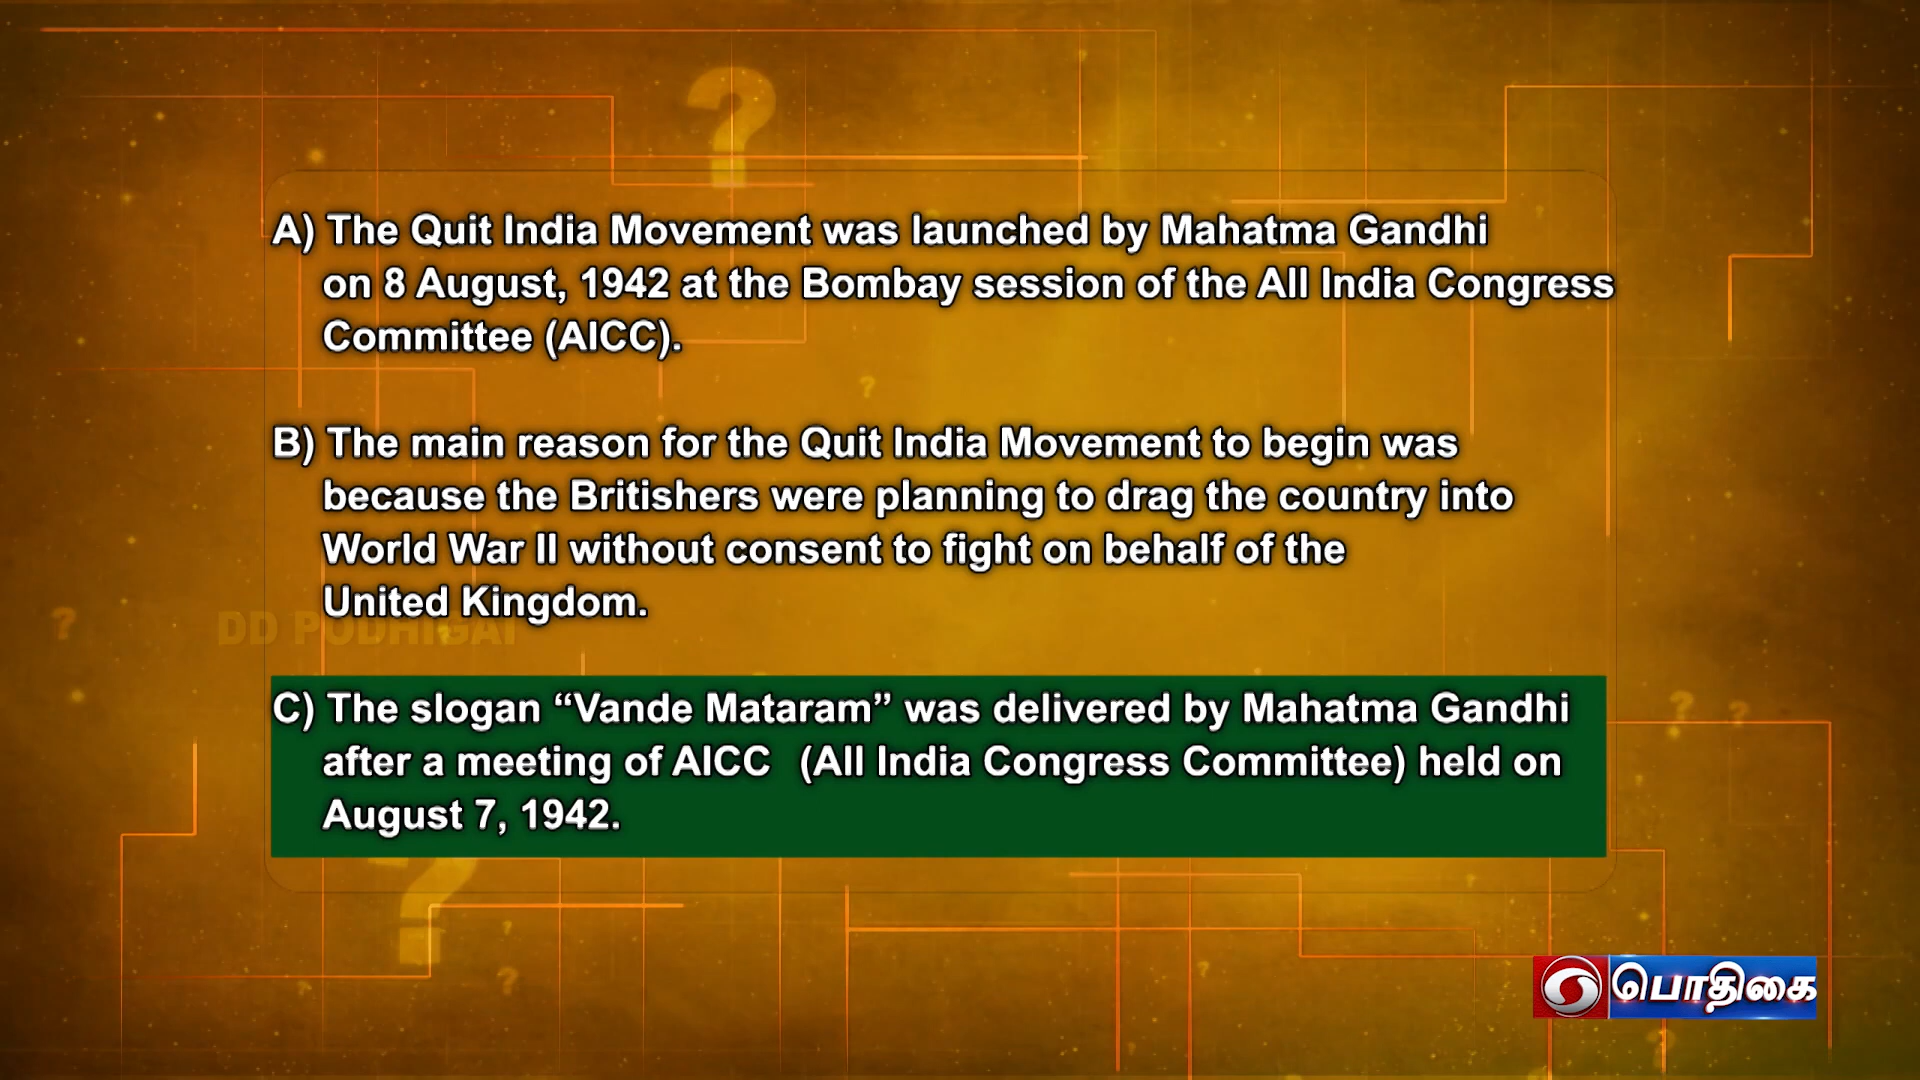 A) The Quit India Movement was launched by Mahatma Gandhi
on 8 August, 1942 at the Bombay session of the All India Congress
Committee (AICC).
B) The main reason for the Quit India Movement to begin was
because the Britishers were planning to drag the country into
World War II without consent to fight on behalf of the
United Kingdom.
DD PODHIGAI
C) The slogan “Vande Mataram” was delivered by Mahatma Gandhi
after a meeting of AICC (All India Congress Committee) held on
August 7, 1942.
பொதிகை